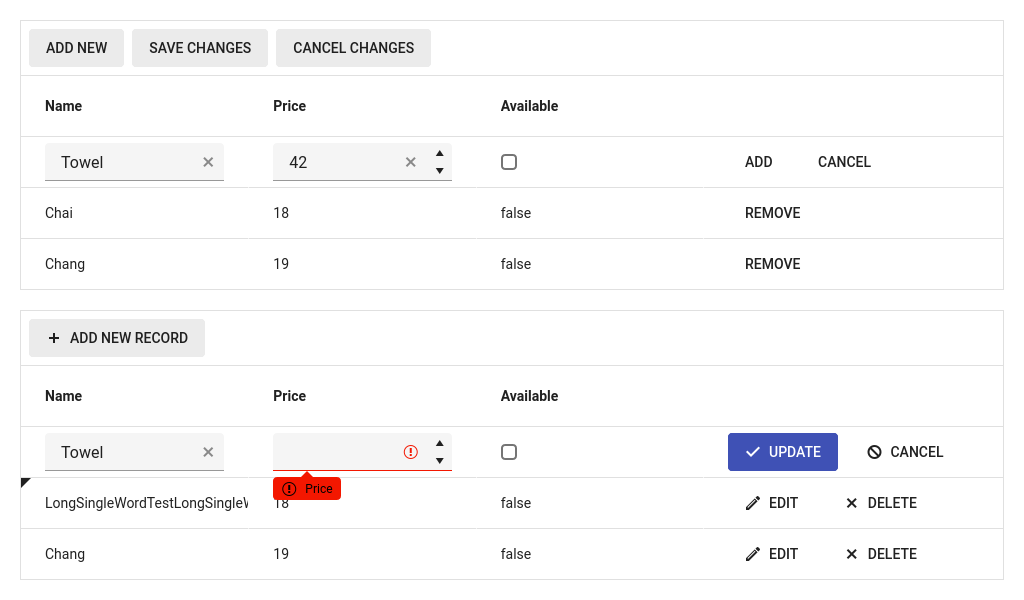 ADD NEW SAVE CHANGES CANCEL CHANGES
Name Price Available
Towel 42 ADD CANCEL
Chai 18 false REMOVE
Chang 19 false REMOVE
ADD NEW RECORD
Name Price Available
Towel UPDATE CANCEL
Price
LongSingleWordTestLongSingle 18 false EDIT DELETE
Chang 19 false EDIT DELETE